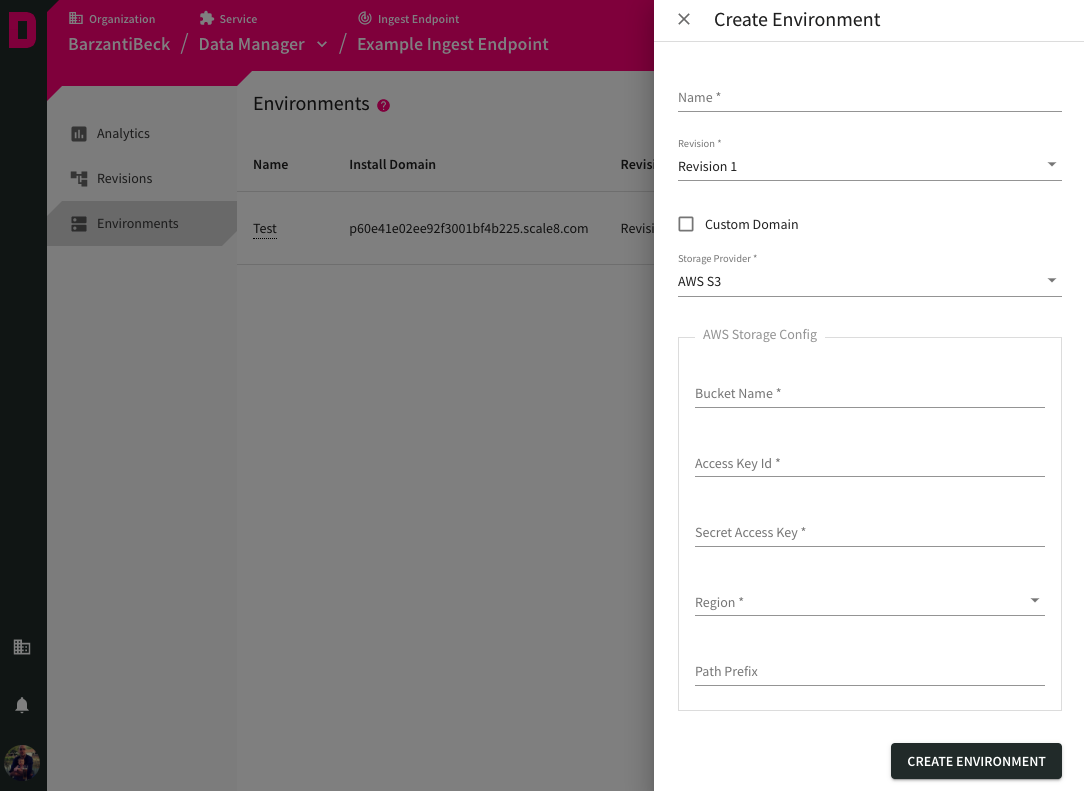 Organization
Service
Ingest Endpoint
BarzantiBeck / Data Manager / Example Ingest Endpoint
Analytics
Revisions
Environments
Environments ?
Name Install Domain Revisi
Test p60e41e02ee92f3001bf4b225.scale8.com Revisi
Create Environment
Name *
Revision *
Revision 1
Custom Domain
Storage Provider *
AWS S3
AWS Storage Config
Bucket Name *
Access Key Id *
Secret Access Key *
Region *
Path Prefix
CREATE ENVIRONMENT